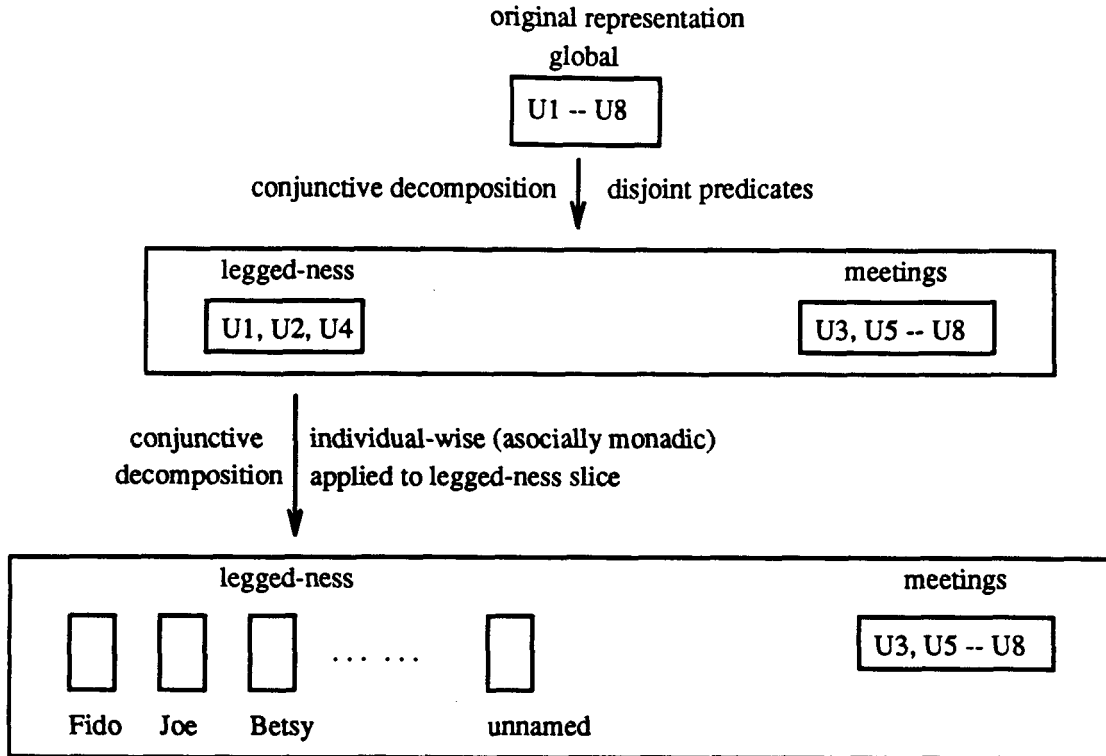 original representation
global
U1 -- U8
conjunctive decomposition disjoint predicates
legged-ness meetings
U1, U2, U4 U3, U5 -- U8
conjunctive individual-wise (asocially monadic)
decomposition applied to legged-ness slice
legged-ness meetings
... ... U3, U5 -- U8
Fido Joe Betsy unnamed